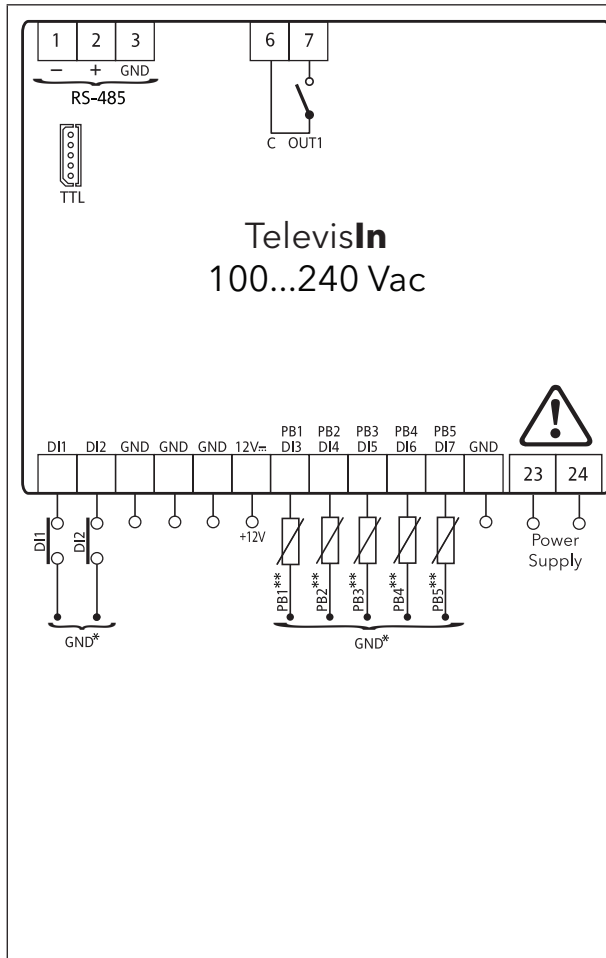 1 2 3 6 7
− + GND
RS-485
C OUT1
TTL
TelevisIn
100...240 Vac
PB1 PB2 PB3 PB4 PB5
DI1 DI2 GND GND GND 12V⎓ DI3 DI4 DI5 DI6 DI7 GND
23 24
DI1 DI2
+12V
PB1** PB2** PB3** PB4** PB5**
Power
Supply
GND* GND*